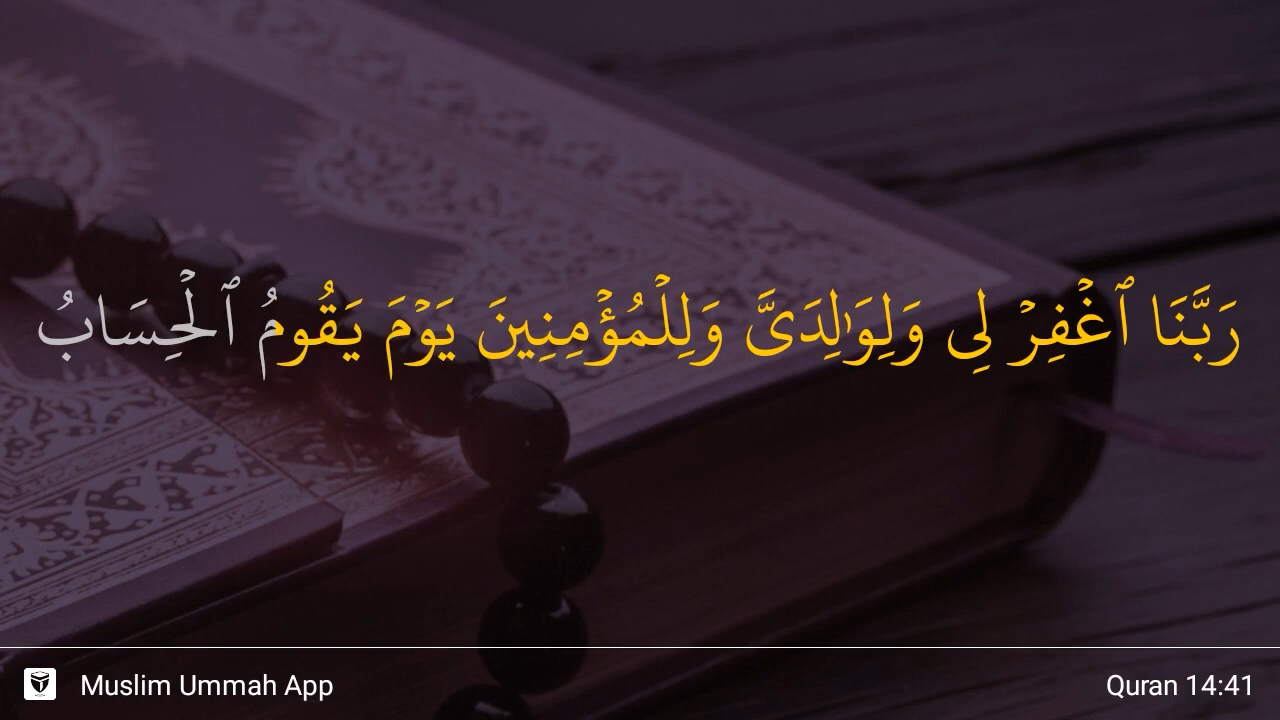 رَبَّنَا ٱغْفِرْ لِى وَلِوَٰلِدَىَّ وَلِلْمُؤْمِنِينَ يَوْمَ يَقُومُ ٱلْحِسَابُ
Muslim Ummah App
Quran 14:41